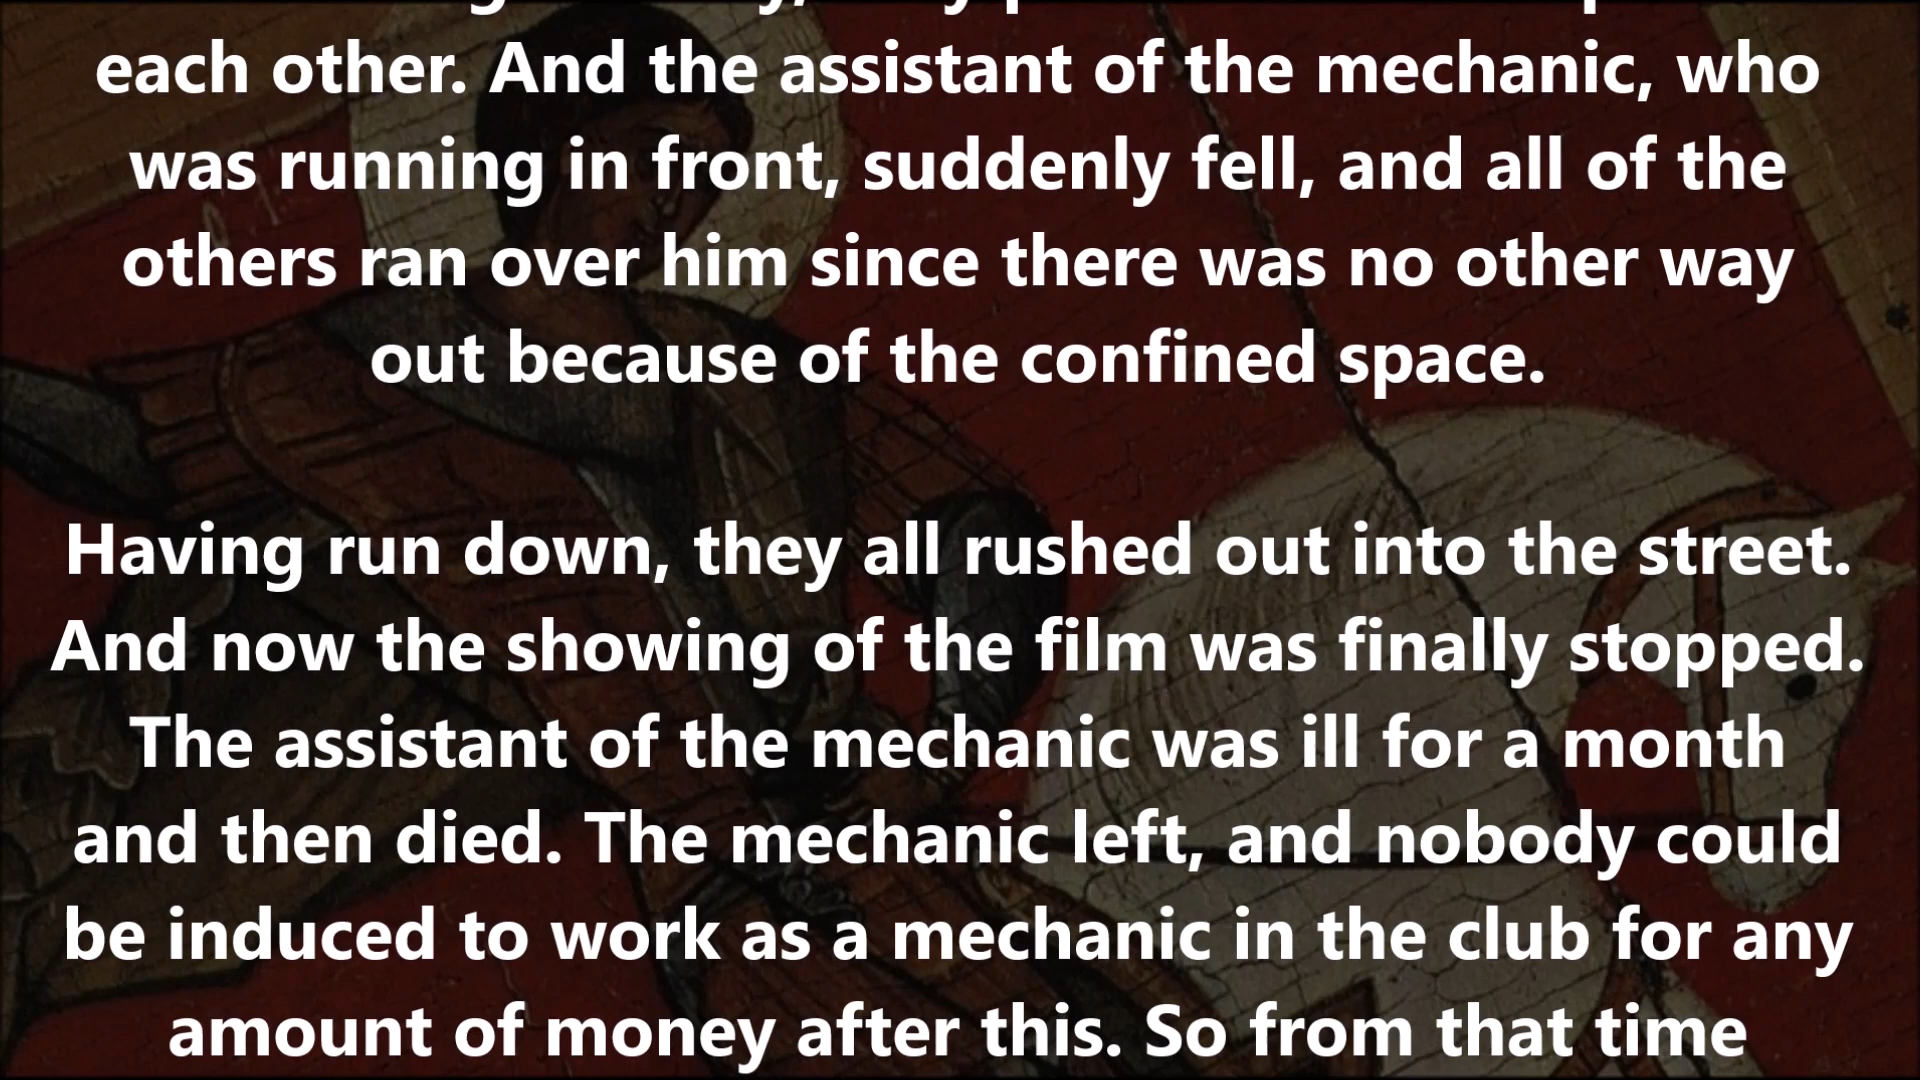 each other. And the assistant of the mechanic, who
was running in front, suddenly fell, and all of the
others ran over him since there was no other way
out because of the confined space.
Having run down, they all rushed out into the street.
And now the showing of the film was finally stopped.
The assistant of the mechanic was ill for a month
and then died. The mechanic left, and nobody could
be induced to work as a mechanic in the club for any
amount of money after this. So from that time